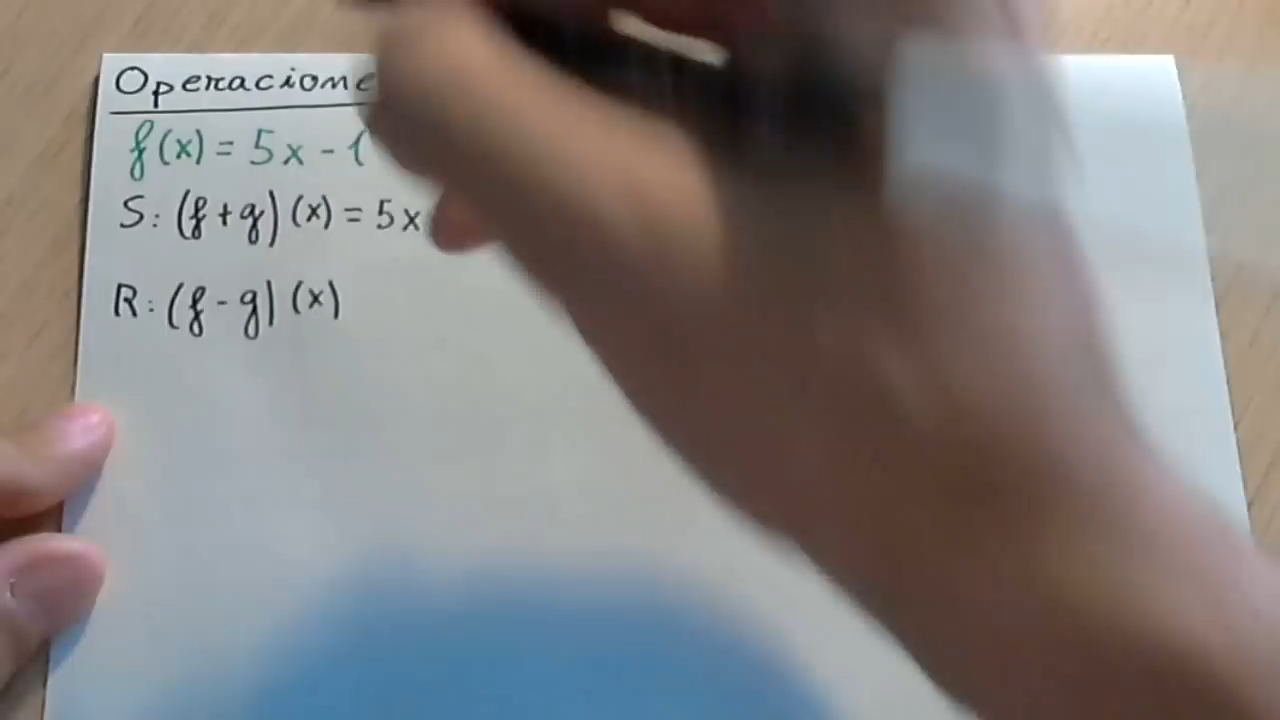 Operacione
f(x) = 5x - 1
S: (f + g) (x) = 5x
R: (f - g) (x)